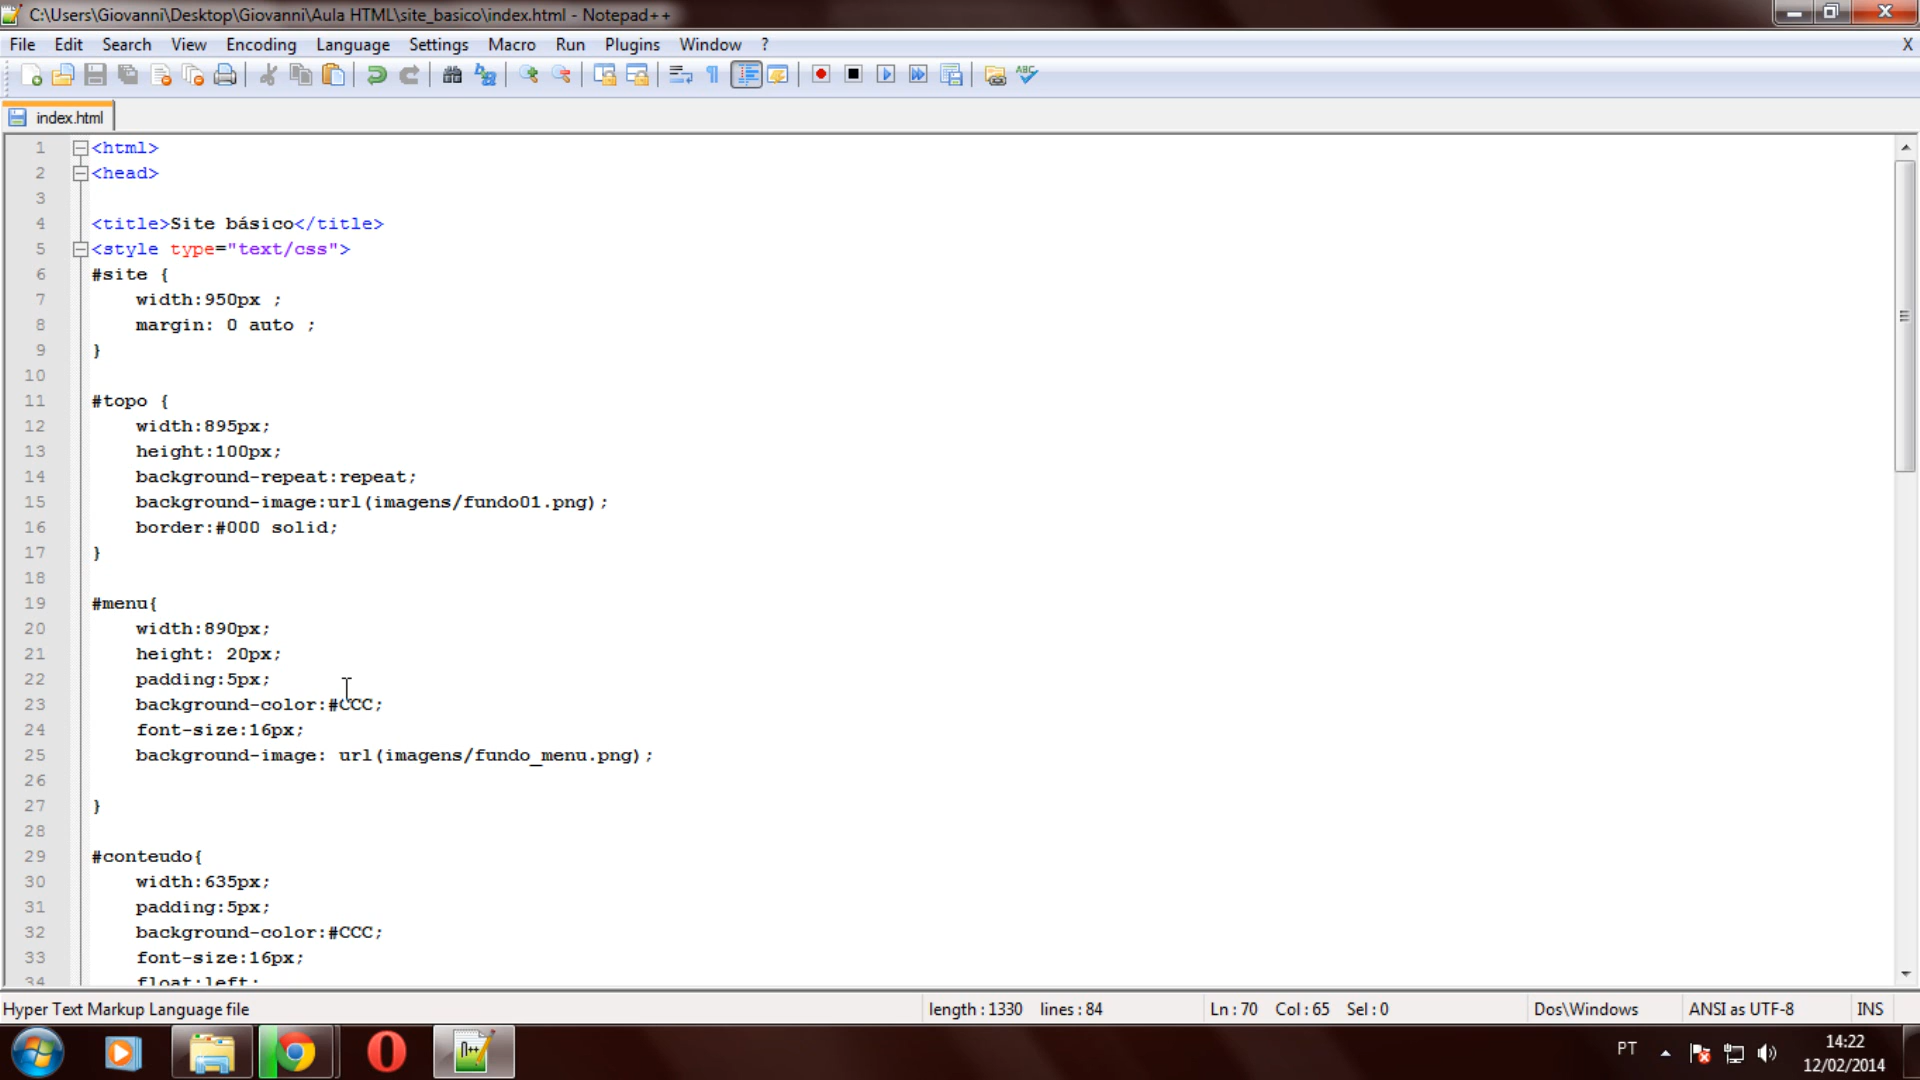 C:\Users\Giovanni\Desktop\Giovanni\Aula HTML\site_basico\index.html - Notepad++
File Edit Search View Encoding Language Settings Macro Run Plugins Window ? X
index.html
1 <html>
2 <head>
3
4 <title>Site básico</title>
5 <style type="text/css">
6 #site {
7 width:950px ;
8 margin: 0 auto ;
9 }
10
11 #topo {
12 width:895px;
13 height:100px;
14 background-repeat:repeat;
15 background-image:url(imagens/fundo01.png);
16 border:#000 solid;
17 }
18
19 #menu{
20 width:890px;
21 height: 20px;
22 padding:5px;
23 background-color:#CCC;
24 font-size:16px;
25 background-image: url(imagens/fundo_menu.png);
26
27 }
28
29 #conteudo{
30 width:635px;
31 padding:5px;
32 background-color:#CCC;
33 font-size:16px;
34 float:left;
Hyper Text Markup Language file length : 1330 lines : 84 Ln : 70 Col : 65 Sel : 0 Dos\Windows ANSI as UTF-8 INS
PT 14:22
12/02/2014